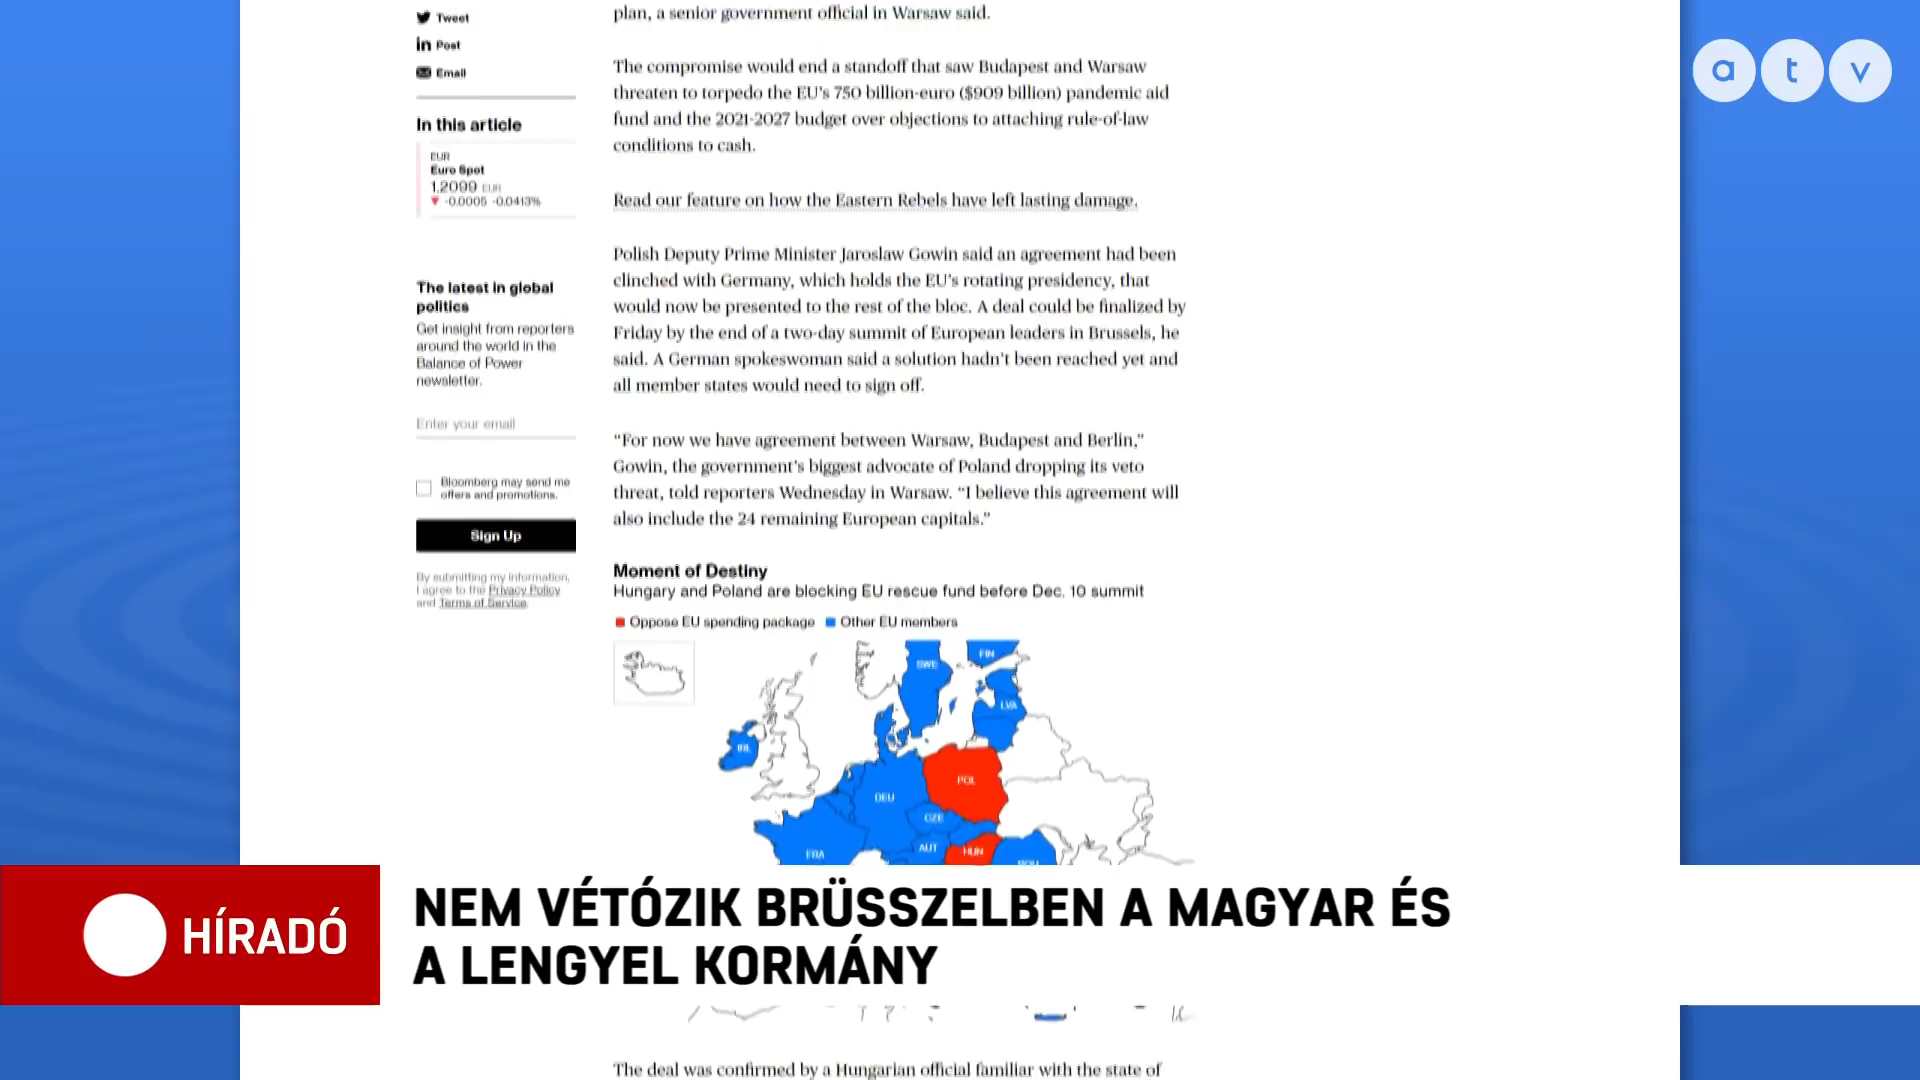 Tweet
Post
Email
In this article
EUR
Euro Spot
1.2099 EUR
-0.0005 -0.0413%
The latest in global
politics
Get insight from reporters
around the world in the
Balance of Power
newsletter.
Enter your email
Bloomberg may send me
offers and promotions.
Sign Up
By submitting my information,
I agree to the Privacy Policy
and Terms of Service.
plan, a senior government official in Warsaw said.
The compromise would end a standoff that saw Budapest and Warsaw
threaten to torpedo the EU's 750 billion-euro ($909 billion) pandemic aid
fund and the 2021-2027 budget over objections to attaching rule-of-law
conditions to cash.
Read our feature on how the Eastern Rebels have left lasting damage.
Polish Deputy Prime Minister Jaroslaw Gowin said an agreement had been
clinched with Germany, which holds the EU's rotating presidency, that
would now be presented to the rest of the bloc. A deal could be finalized by
Friday by the end of a two-day summit of European leaders in Brussels, he
said. A German spokeswoman said a solution hadn't been reached yet and
all member states would need to sign off.
“For now we have agreement between Warsaw, Budapest and Berlin,”
Gowin, the government's biggest advocate of Poland dropping its veto
threat, told reporters Wednesday in Warsaw. “I believe this agreement will
also include the 24 remaining European capitals.”
Moment of Destiny
Hungary and Poland are blocking EU rescue fund before Dec. 10 summit
Oppose EU spending package Other EU members
SWE
FIN
LVA
IRL
POL
DEU
CZE
AUT
HUN
FRA
ROU
The deal was confirmed by a Hungarian official familiar with the state of
a t v
HÍRADÓ
NEM VÉTÓZIK BRÜSSZELBEN A MAGYAR ÉS
A LENGYEL KORMÁNY